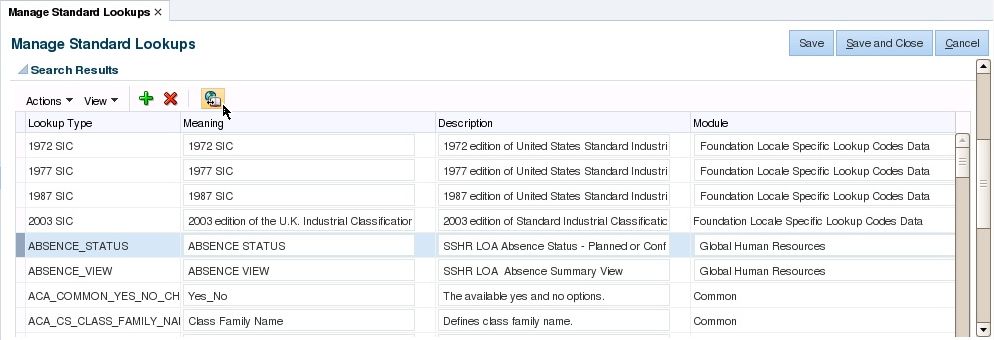 Manage Standard Lookups ×
Manage Standard Lookups Save Save and Close Cancel
Search Results
Actions View
Lookup Type Meaning Description Module
1972 SIC 1972 SIC 1972 edition of United States Standard Industri Foundation Locale Specific Lookup Codes Data
1977 SIC 1977 SIC 1977 edition of United States Standard Industri Foundation Locale Specific Lookup Codes Data
1987 SIC 1987 SIC 1987 edition of United States Standard Industri Foundation Locale Specific Lookup Codes Data
2003 SIC 2003 edition of the U.K. Industrial Classification 2003 edition of Standard Industrial Classificatic Foundation Locale Specific Lookup Codes Data
ABSENCE_STATUS ABSENCE STATUS SSHR LOA Absence Status - Planned or Conf Global Human Resources
ABSENCE_VIEW ABSENCE VIEW SSHR LOA Absence Summary View Global Human Resources
ACA_COMMON_YES_NO_CH Yes_No The available yes and no options. Common
ACA_CS_CLASS_FAMILY_NAI Class Family Name Defines class family name. Common